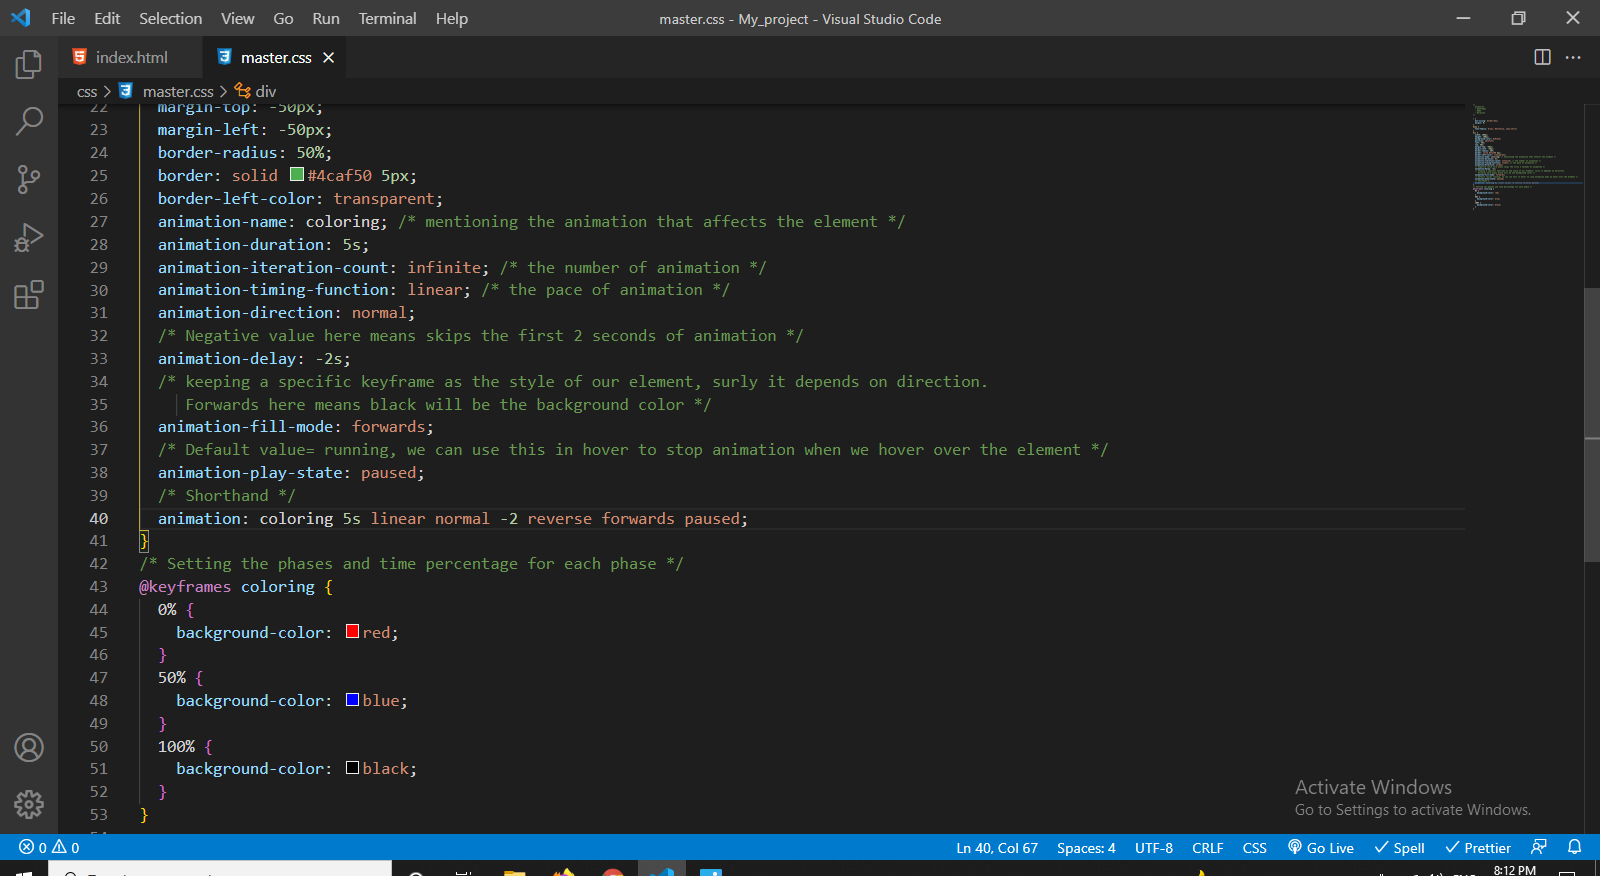 File Edit Selection View Go Run Terminal Help
master.css - My_project - Visual Studio Code
index.html
master.css
css > master.css > div
22 margin-top: -50px;
23 margin-left: -50px;
24 border-radius: 50%;
25 border: solid #4caf50 5px;
26 border-left-color: transparent;
27 animation-name: coloring; /* mentioning the animation that affects the element */
28 animation-duration: 5s;
29 animation-iteration-count: infinite; /* the number of animation */
30 animation-timing-function: linear; /* the pace of animation */
31 animation-direction: normal;
32 /* Negative value here means skips the first 2 seconds of animation */
33 animation-delay: -2s;
34 /* keeping a specific keyframe as the style of our element, surly it depends on direction.
35 Forwards here means black will be the background color */
36 animation-fill-mode: forwards;
37 /* Default value= running, we can use this in hover to stop animation when we hover over the element */
38 animation-play-state: paused;
39 /* Shorthand */
40 animation: coloring 5s linear normal -2 reverse forwards paused;
41 }
42 /* Setting the phases and time percentage for each phase */
43 @keyframes coloring {
44 0% {
45 background-color: red;
46 }
47 50% {
48 background-color: blue;
49 }
50 100% {
51 background-color: black;
52 }
53 }
Activate Windows
Go to Settings to activate Windows.
0 0 Ln 40, Col 67 Spaces: 4 UTF-8 CRLF CSS Go Live Spell Prettier
8:12 PM